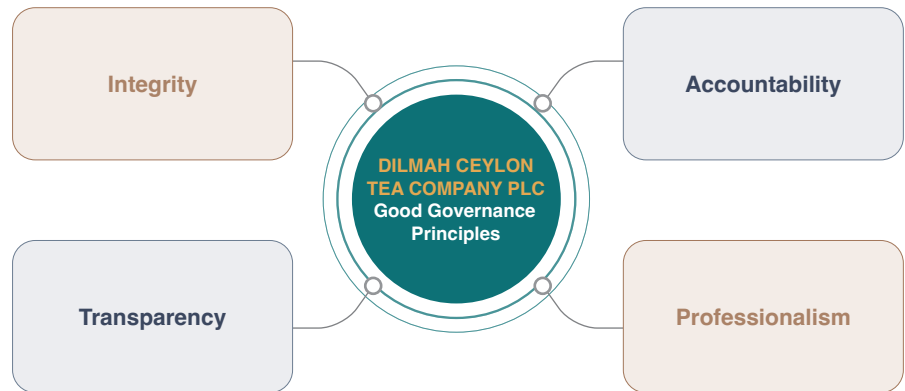 Integrity
Accountability
DILMAH CEYLON
TEA COMPANY PLC
Good Governance
Principles
Transparency
Professionalism